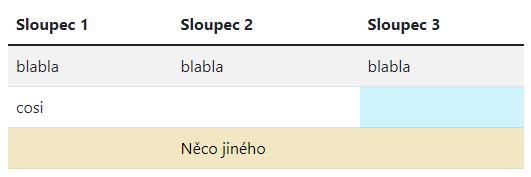 Sloupec 1 Sloupec 2 Sloupec 3
blabla blabla blabla
cosi
Něco jiného